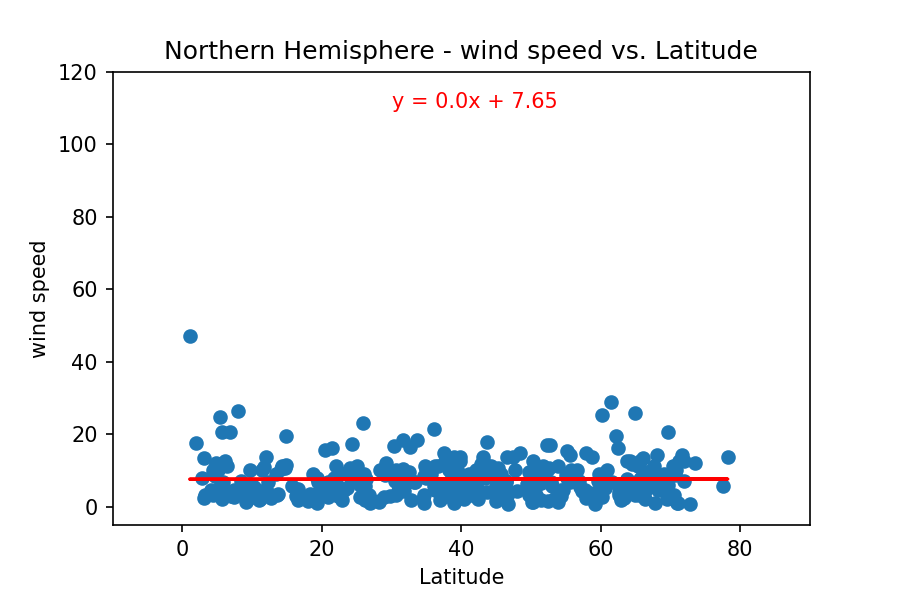 Northern Hemisphere - wind speed vs. Latitude
y = 0.0x + 7.65
wind speed
120
100
80
60
40
20
0
0 20 40 60 80
Latitude